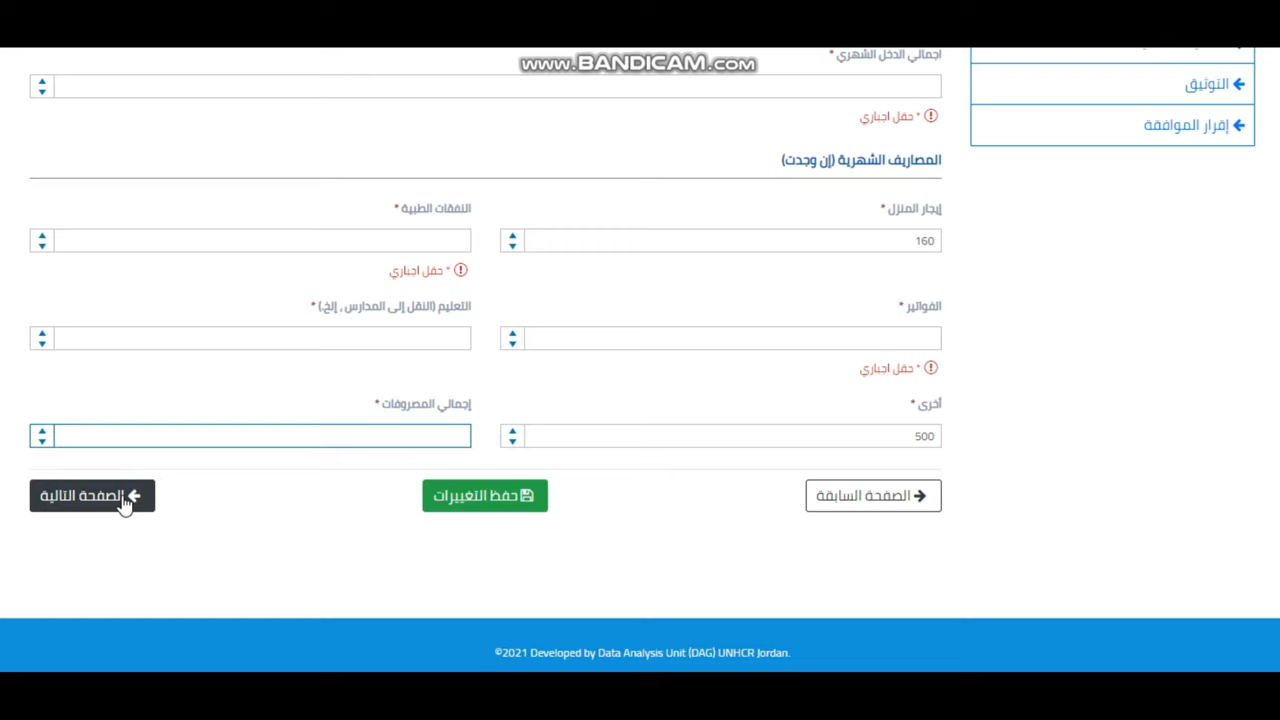 www.BANDICAM.com
اجمالي الدخل الشهري *
* حقل اجباري
المصاريف الشهرية (إن وجدت)
إيجار المنزل *
النفقات الطبية *
160
* حقل اجباري
الفواتير *
التعليم (النقل إلى المدارس ، إلخ.) *
* حقل اجباري
أخرى *
إجمالي المصروفات *
500
الصفحة السابقة
حفظ التغييرات
الصفحة التالية
التوثيق
إقرار الموافقة
©2021 Developed by Data Analysis Unit (DAG) UNHCR Jordan.